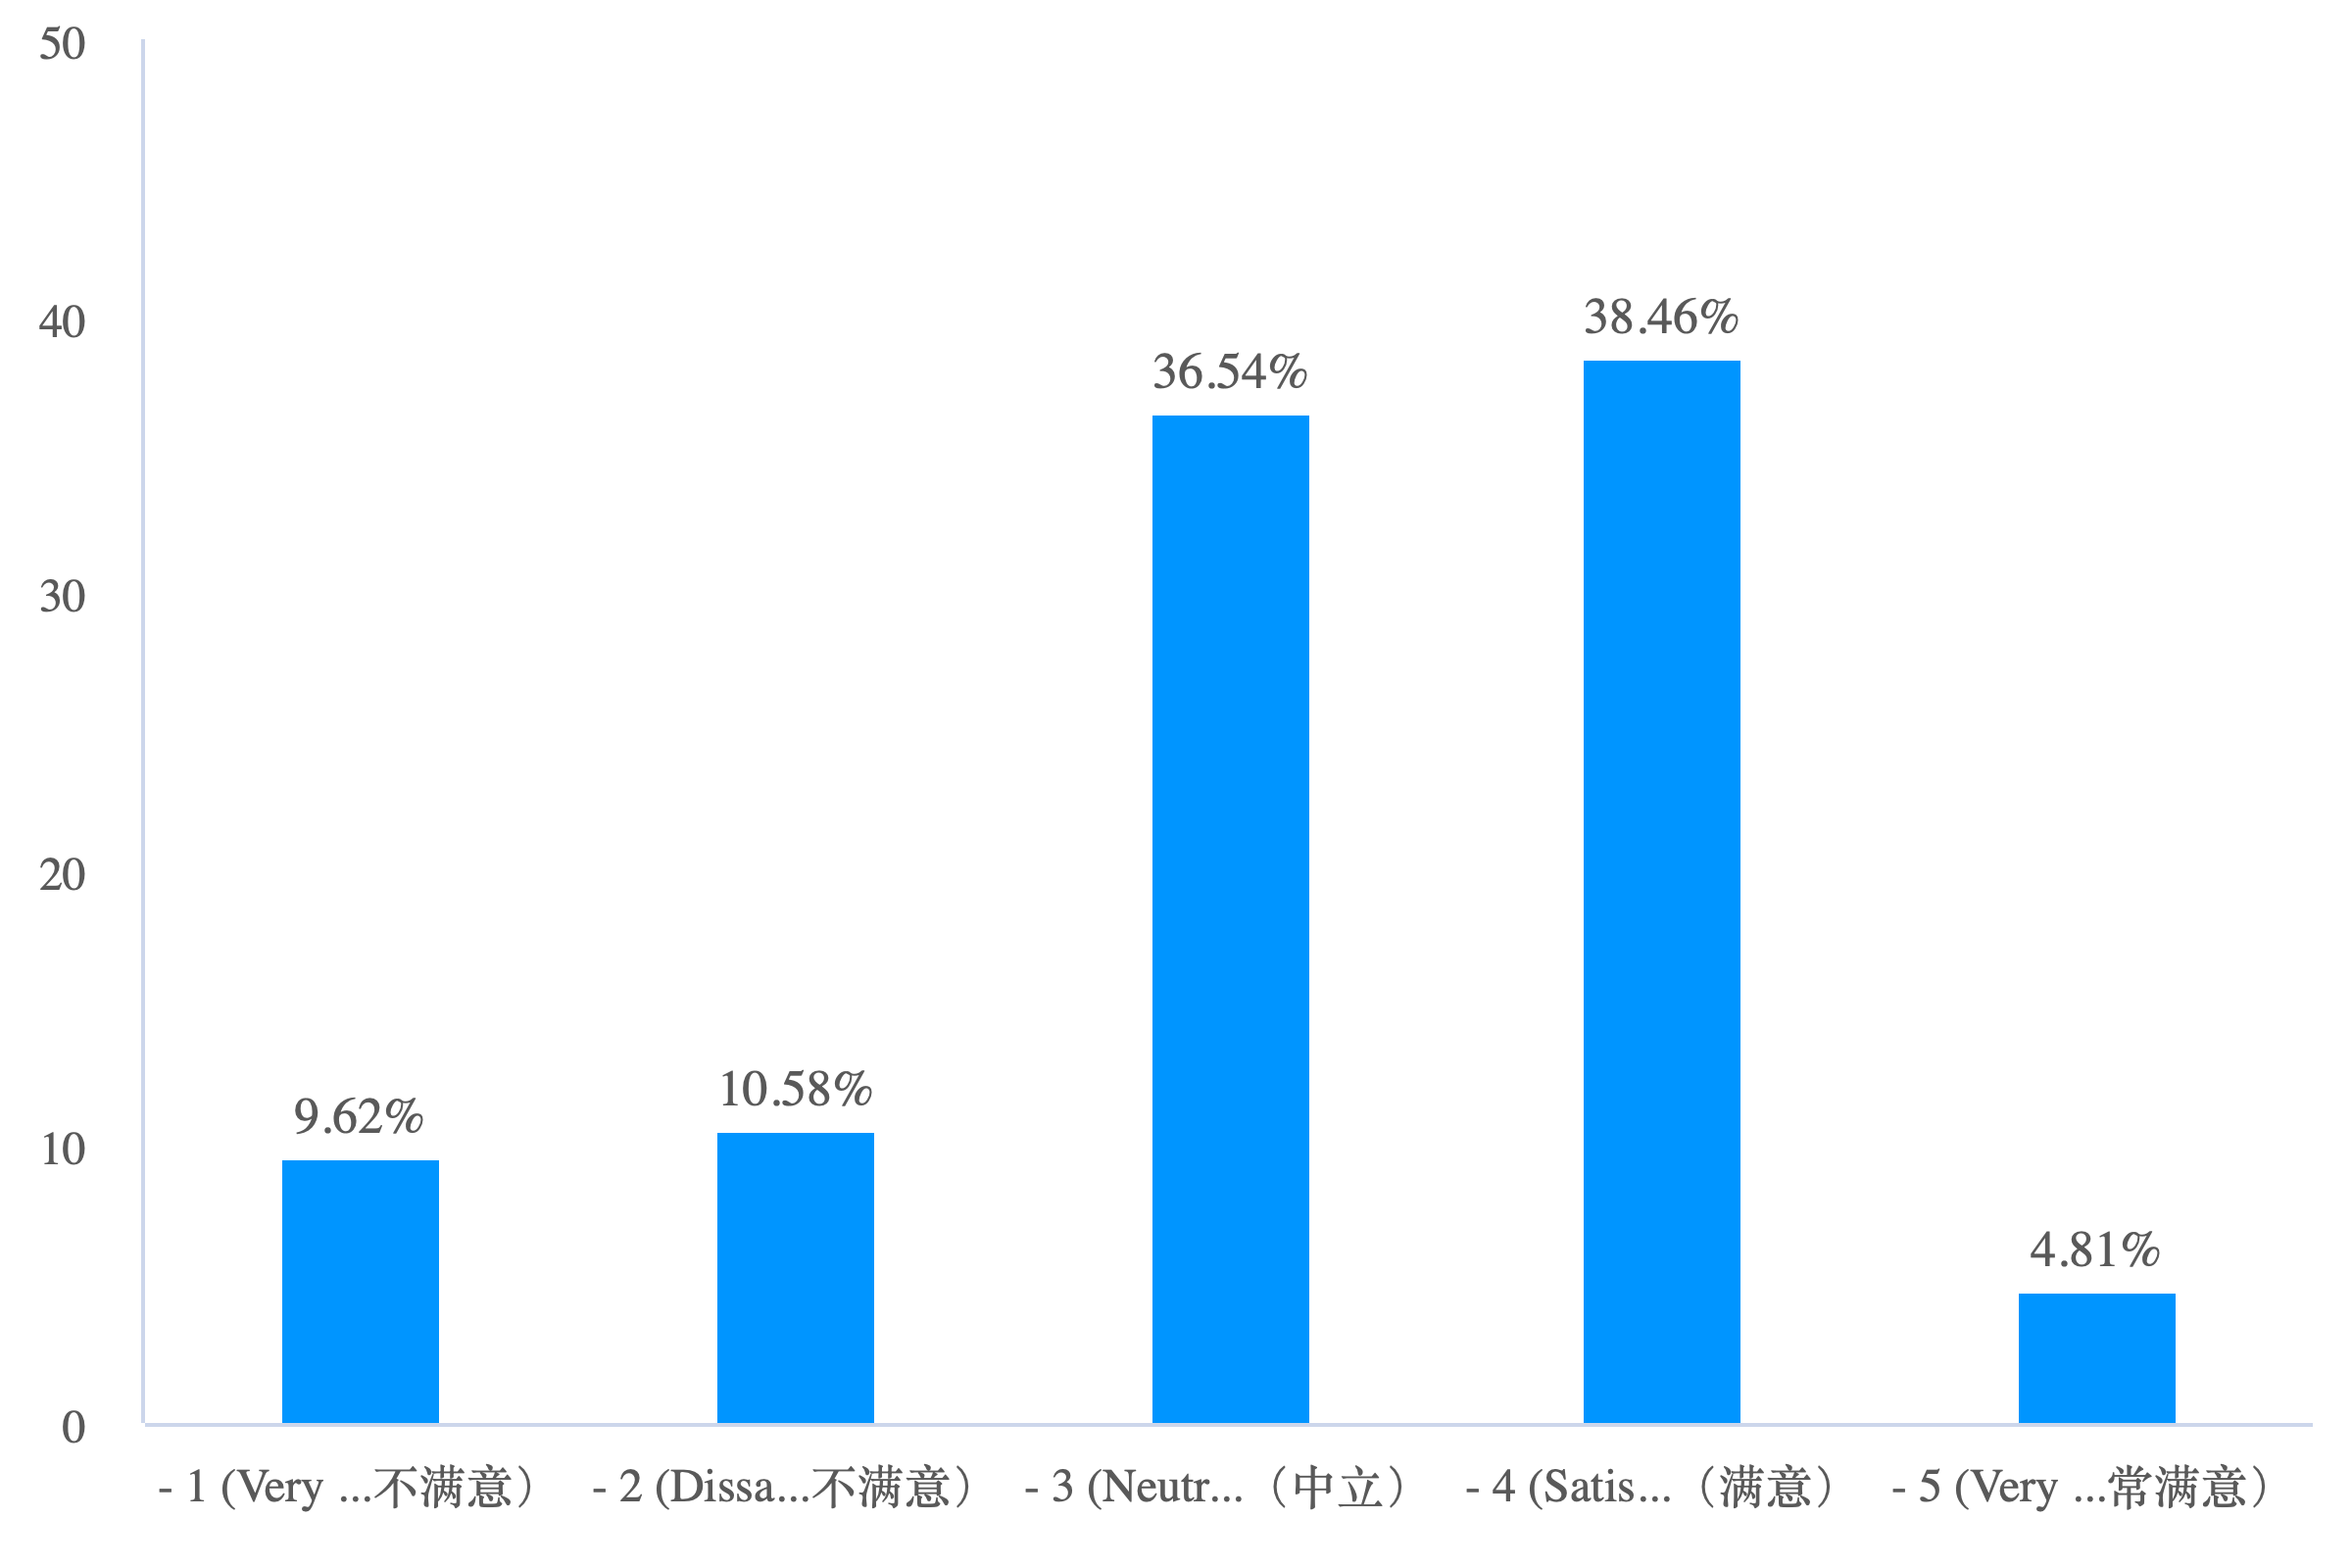 50
40
30
20
10
0
9.62%
10.58%
36.54%
38.46%
4.81%
- 1 (Very ...不满意）
- 2 (Dissa...不满意）
- 3 (Neutr...（中立）
- 4 (Satis...（满意）
- 5 (Very ...常满意）